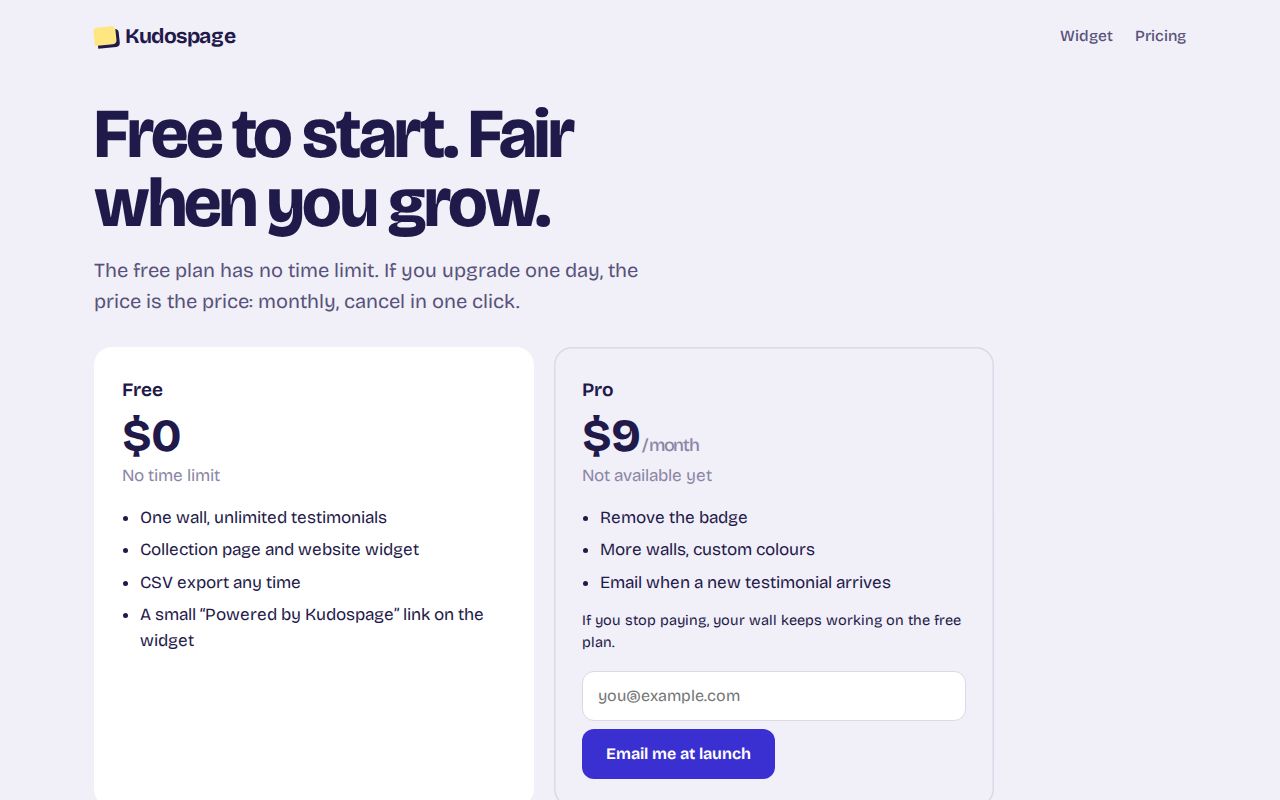 Kudospage
Widget
Pricing
Free to start. Fair
when you grow.
The free plan has no time limit. If you upgrade one day, the
price is the price: monthly, cancel in one click.
Free
$0
No time limit
• One wall, unlimited testimonials
• Collection page and website widget
• CSV export any time
• A small “Powered by Kudospage” link on the
widget
Pro
$9/month
Not available yet
• Remove the badge
• More walls, custom colours
• Email when a new testimonial arrives
If you stop paying, your wall keeps working on the free
plan.
you@example.com
Email me at launch